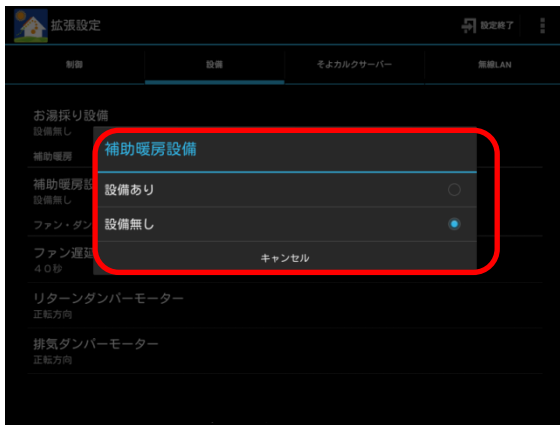 拡張設定
設定終了
制御
設備
そよカルクサーバー
無線LAN
お湯採り設備
設備無し
補助暖房
補助暖房設
設備無し
ファン・ダン
ファン遅延
４０秒
リターンダンパーモーター
正転方向
排気ダンパーモーター
正転方向
補助暖房設備
設備あり
設備無し
キャンセル